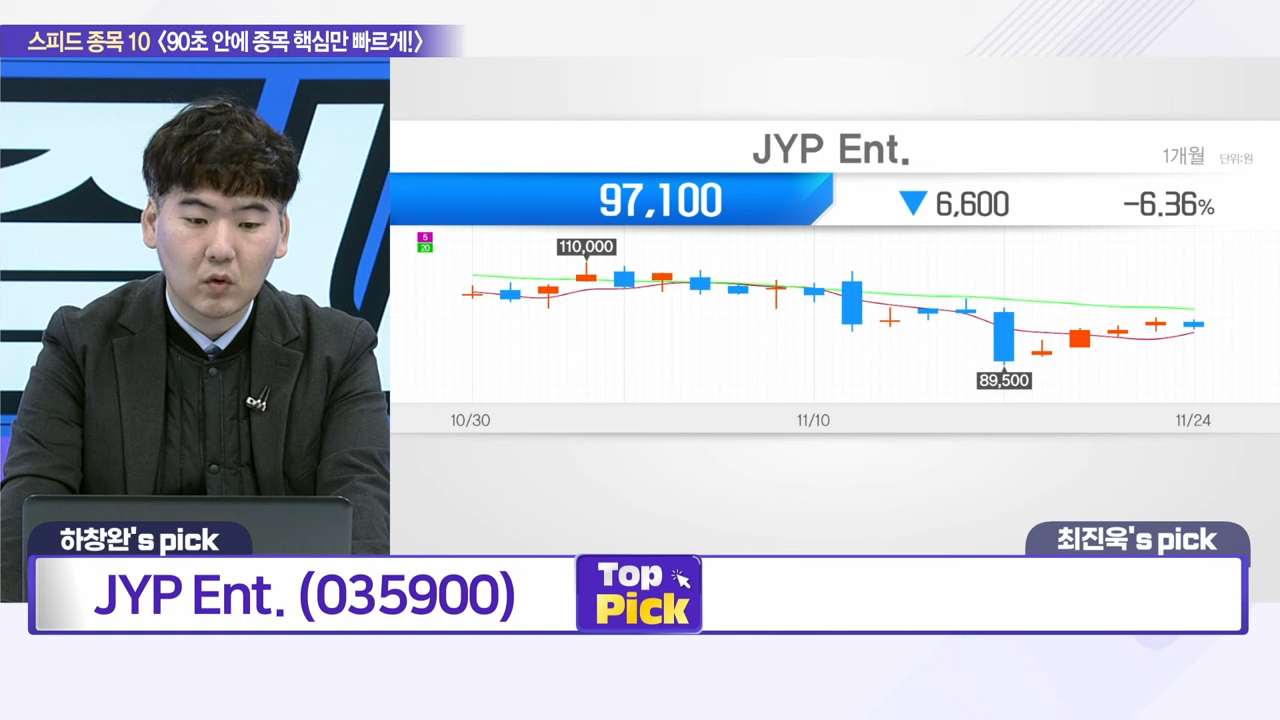 스피드 종목 10 〈90초 안에 종목 핵심만 빠르게!〉
JYP Ent.
1개월 단위:원
97,100 ▼ 6,600 -6.36%
5
20
110,000
89,500
10/30 11/10 11/24
하창완's pick
최진욱's pick
JYP Ent. (035900)
Top
Pick